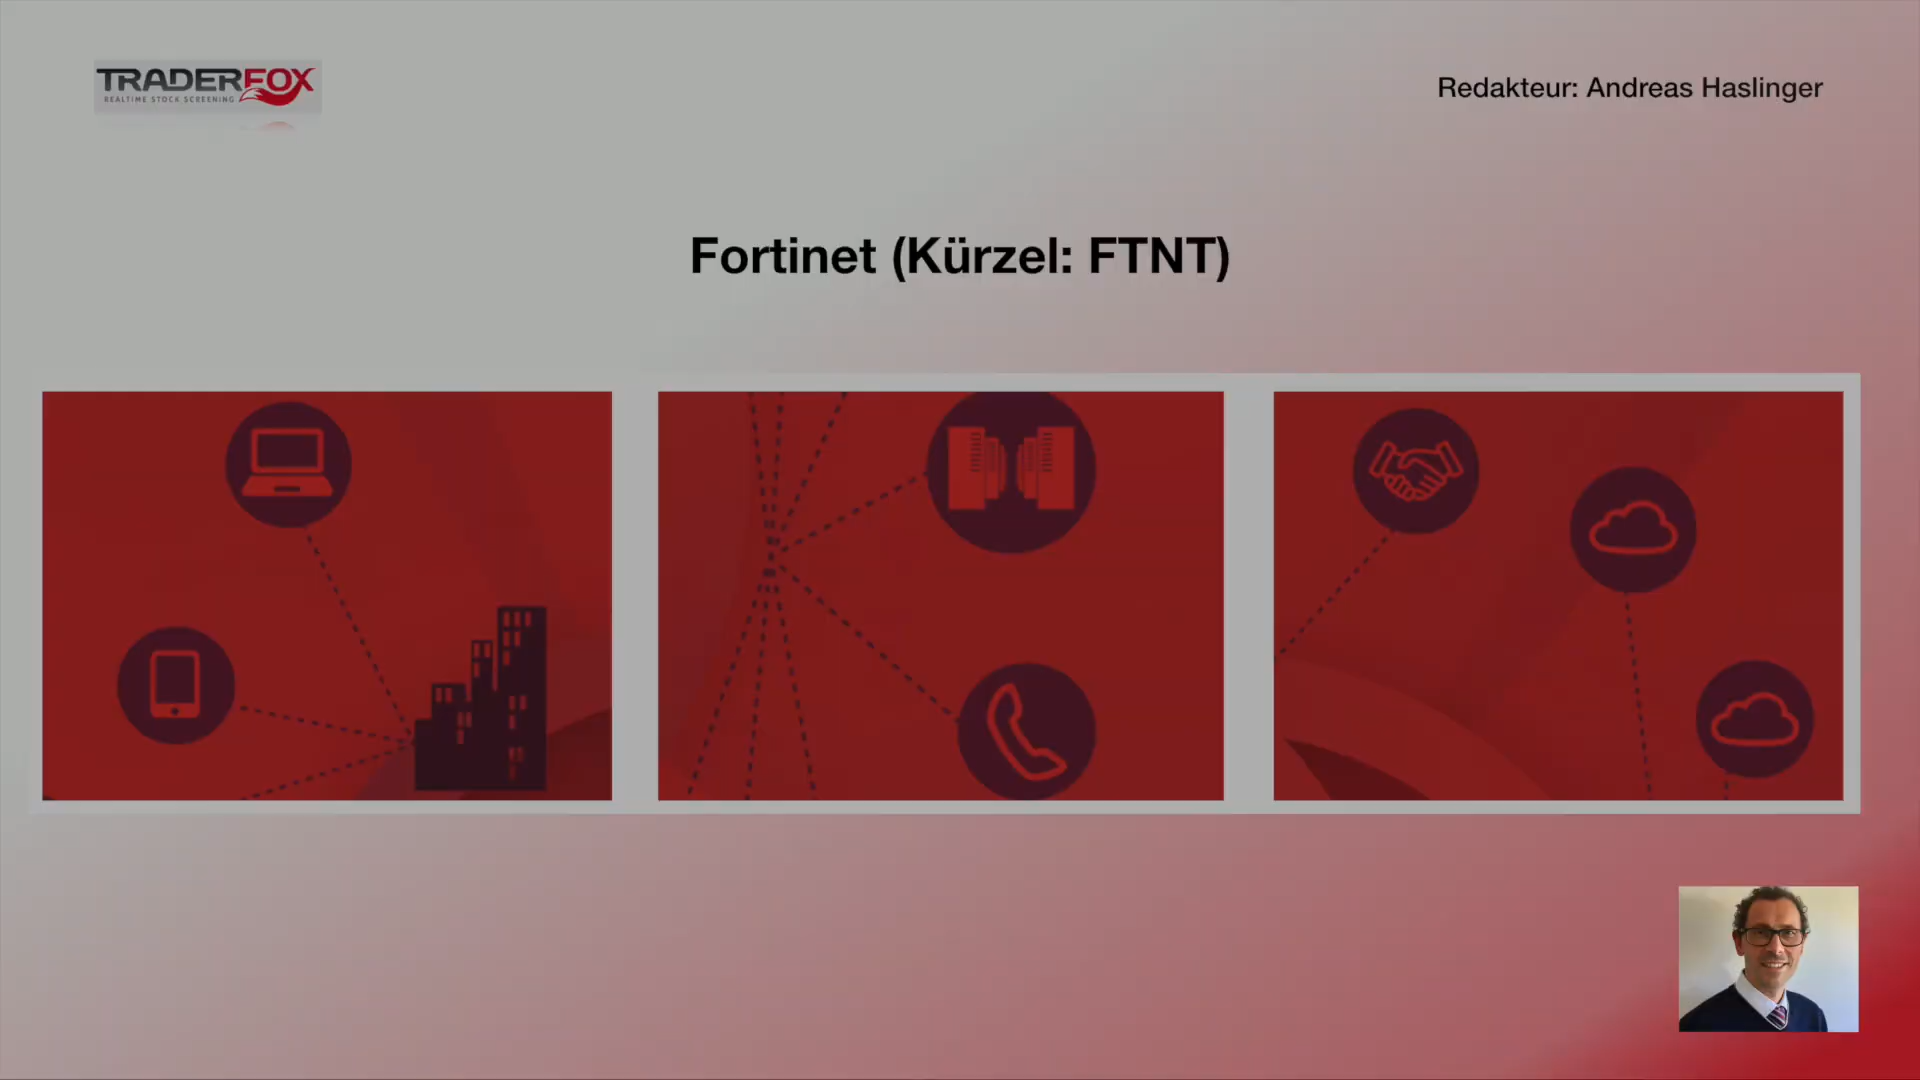 TRADERFOX
REALTIME STOCK SCREENING
Redakteur: Andreas Haslinger
Fortinet (Kürzel: FTNT)